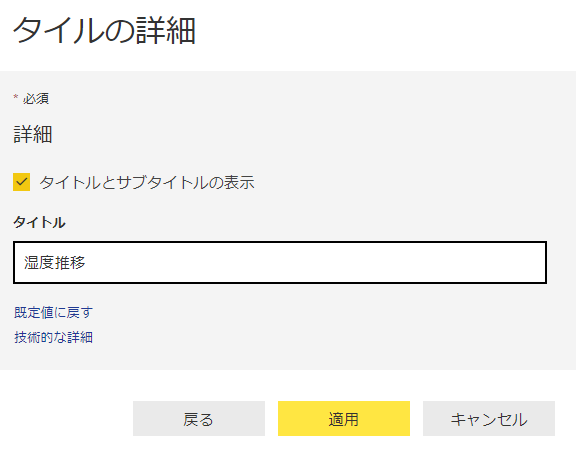 タイルの詳細
* 必須
詳細
タイトルとサブタイトルの表示
タイトル
湿度推移
既定値に戻す
技術的な詳細
戻る 適用 キャンセル